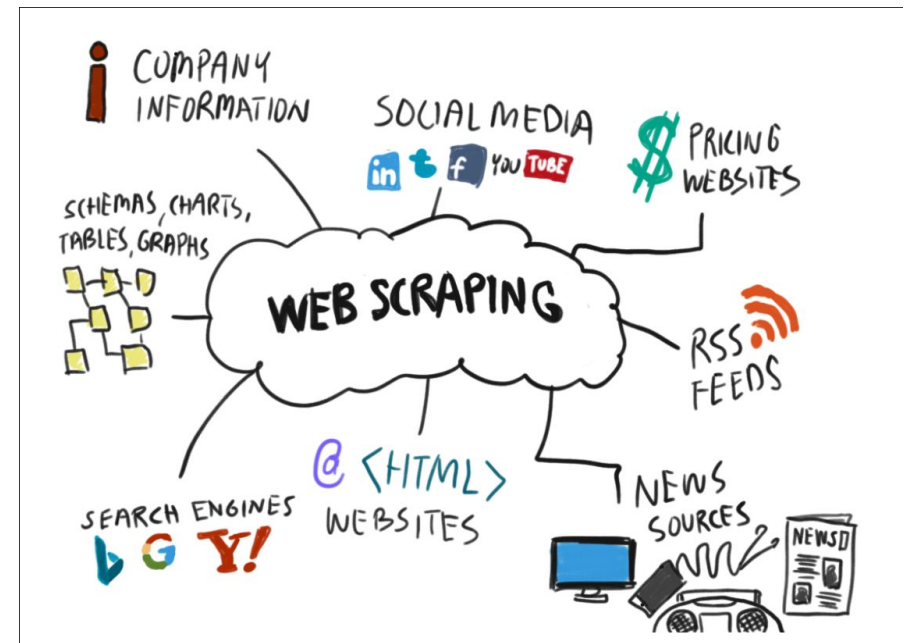 COMPANY
INFORMATION
SOCIAL MEDIA
in t f YOU TUBE
$ PRICING
WEBSITES
SCHEMAS, CHARTS,
TABLES, GRAPHS
WEB SCRAPING
RSS
FEEDS
@ <HTML>
WEBSITES
SEARCH ENGINES
b G Y!
NEWS
SOURCES
NEWS